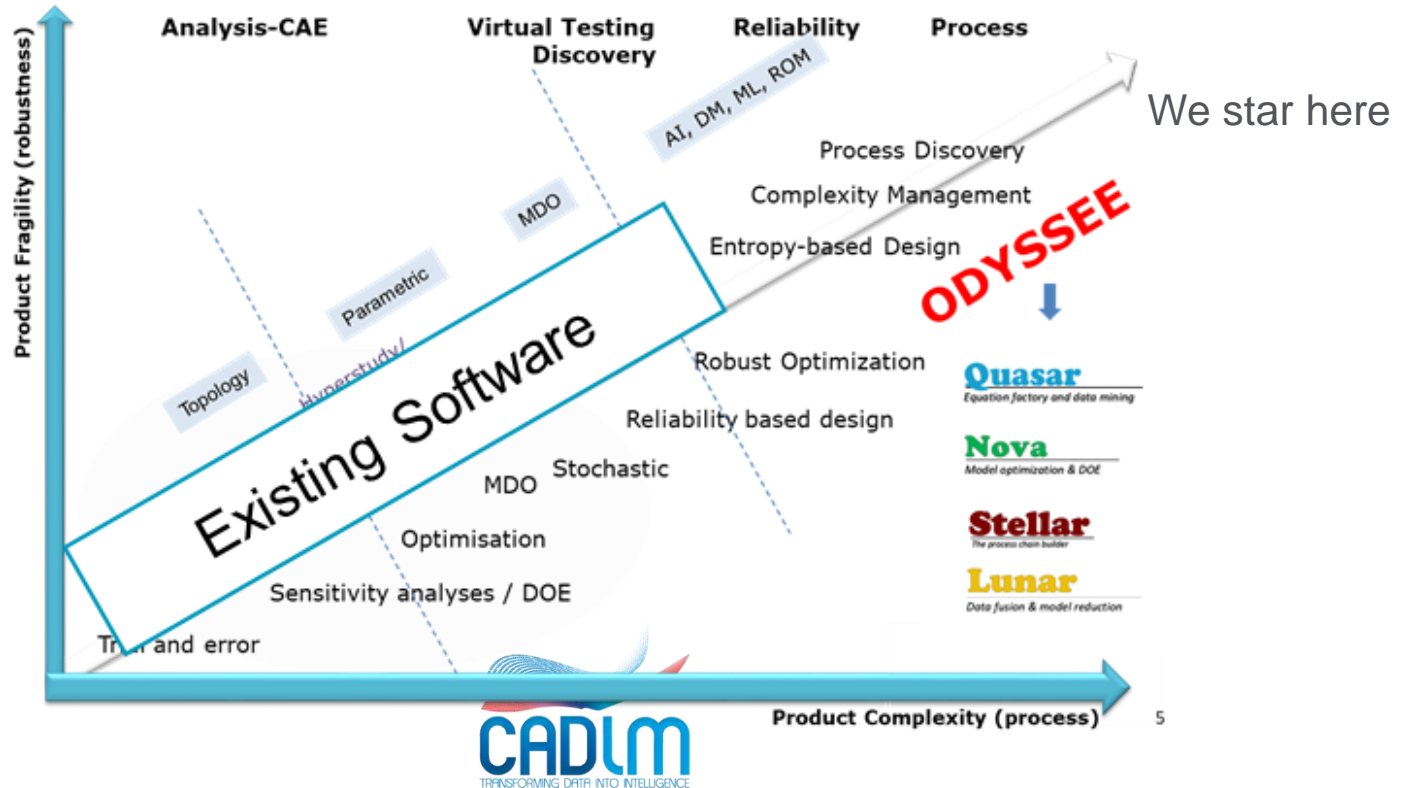 Analysis-CAE
Virtual Testing
Discovery
Reliability
Process
Product Fragility (robustness)
We star here
AI, DM, ML, ROM
Process Discovery
Complexity Management
MDO
Entropy-based Design
ODYSSEE
Parametric
Hyperstudy/
Topology
Existing Software
Robust Optimization
Quasar
Equation factory and data mining
Reliability based design
Nova
Model optimization & DOE
Stochastic
MDO
Stellar
The process chain builder
Optimisation
Lunar
Data fusion & model reduction
Sensitivity analyses / DOE
and error
Product Complexity (process)
5
CADLM
TRANSFORMING DATA INTO INTELLIGENCE